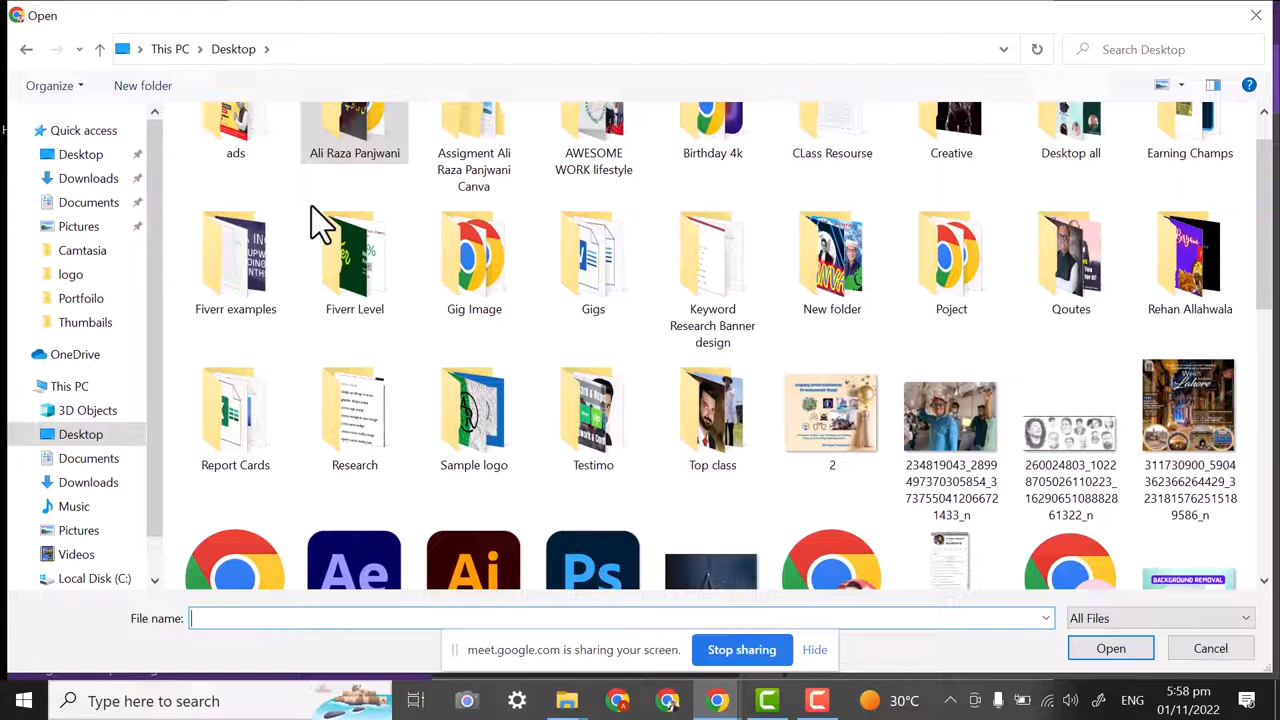 Open
This PC
Desktop
Search Desktop
Organize
New folder
Quick access
Desktop
Downloads
Documents
Pictures
Camtasia
logo
Portfoilo
Thumbails
OneDrive
This PC
3D Objects
Desktop
Documents
Downloads
Music
Pictures
Videos
Local Disk (C:)
ads
Ali Raza Panjwani
Assigment Ali
Raza Panjwani
Canva
AWESOME
WORK lifestyle
Birthday 4k
CLass Resourse
Creative
Desktop all
Earning Champs
Fiverr examples
Fiverr Level
Gig Image
Gigs
Keyword
Research Banner
design
New folder
Poject
Qoutes
Rehan Allahwala
Report Cards
Research
Sample logo
Testimo
Top class
2
234819043_2899
497370305854_3
73755041206672
1433_n
260024803_1022
8705026110223_
16290651088828
61322_n
311730900_5904
362366264429_3
23181576251518
9586_n
Ae
Ai
Ps
BACKGROUND REMOVAL
File name:
All Files
meet.google.com is sharing your screen.
Stop sharing
Hide
Open
Cancel
Type here to search
30°C
ENG
5:58 pm
01/11/2022